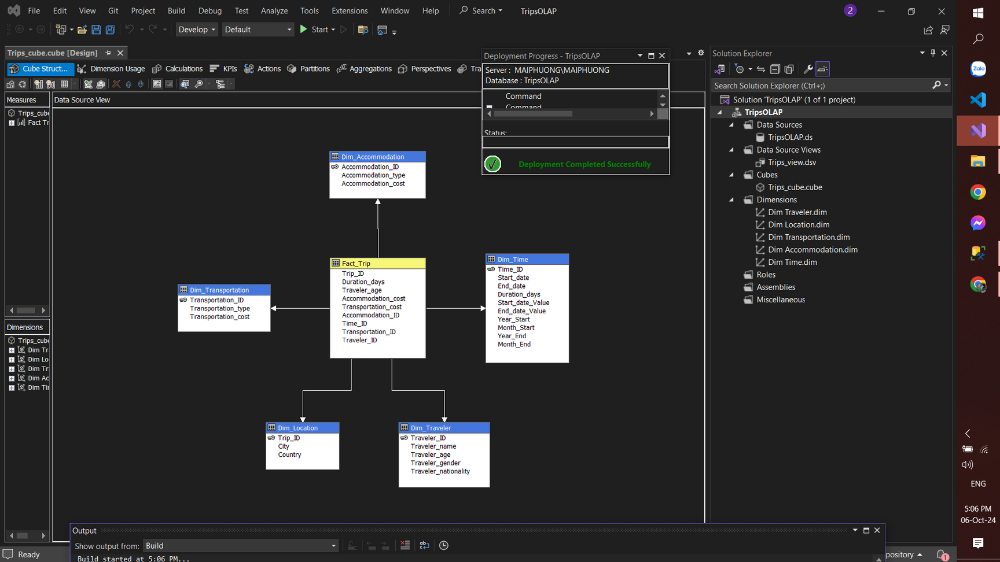 File Edit View Git Project Build Debug Test Analyze Tools Extensions Window Help Search TripsOLAP 2
Develop Default Start
Trips_cube.cube [Design]
Cube Struct... Dimension Usage Calculations KPIs Actions Partitions Aggregations Perspectives Tra
Measures
Trips_cube
Fact Tr
Data Source View
Dimensions
Trips_cube
Dim Tr
Dim Lo
Dim Tr
Dim Ac
Dim Tir
Dim_Accommodation
Accommodation_ID
Accommodation_type
Accommodation_cost
Fact_Trip
Trip_ID
Duration_days
Traveler_age
Accommodation_cost
Transportation_cost
Accommodation_ID
Time_ID
Transportation_ID
Traveler_ID
Dim_Transportation
Transportation_ID
Transportation_type
Transportation_cost
Dim_Time
Time_ID
Start_date
End_date
Duration_days
Start_date_Value
End_date_Value
Year_Start
Month_Start
Year_End
Month_End
Dim_Location
Trip_ID
City
Country
Dim_Traveler
Traveler_ID
Traveler_name
Traveler_age
Traveler_gender
Traveler_nationality
Deployment Progress - TripsOLAP
Server : MAIPHUONG\MAIPHUONG
Database : TripsOLAP
Command
Command
Status:
Deployment Completed Successfully
Solution Explorer
Search Solution Explorer (Ctrl+;)
Solution 'TripsOLAP' (1 of 1 project)
TripsOLAP
Data Sources
TripsOLAP.ds
Data Source Views
Trips_view.dsv
Cubes
Trips_cube.cube
Dimensions
Dim Traveler.dim
Dim Location.dim
Dim Transportation.dim
Dim Accommodation.dim
Dim Time.dim
Roles
Assemblies
Miscellaneous
Output
Show output from: Build
Build started at 5:06 PM...
Ready
pository
1
Zalo
ENG
5:06 PM
06-Oct-24